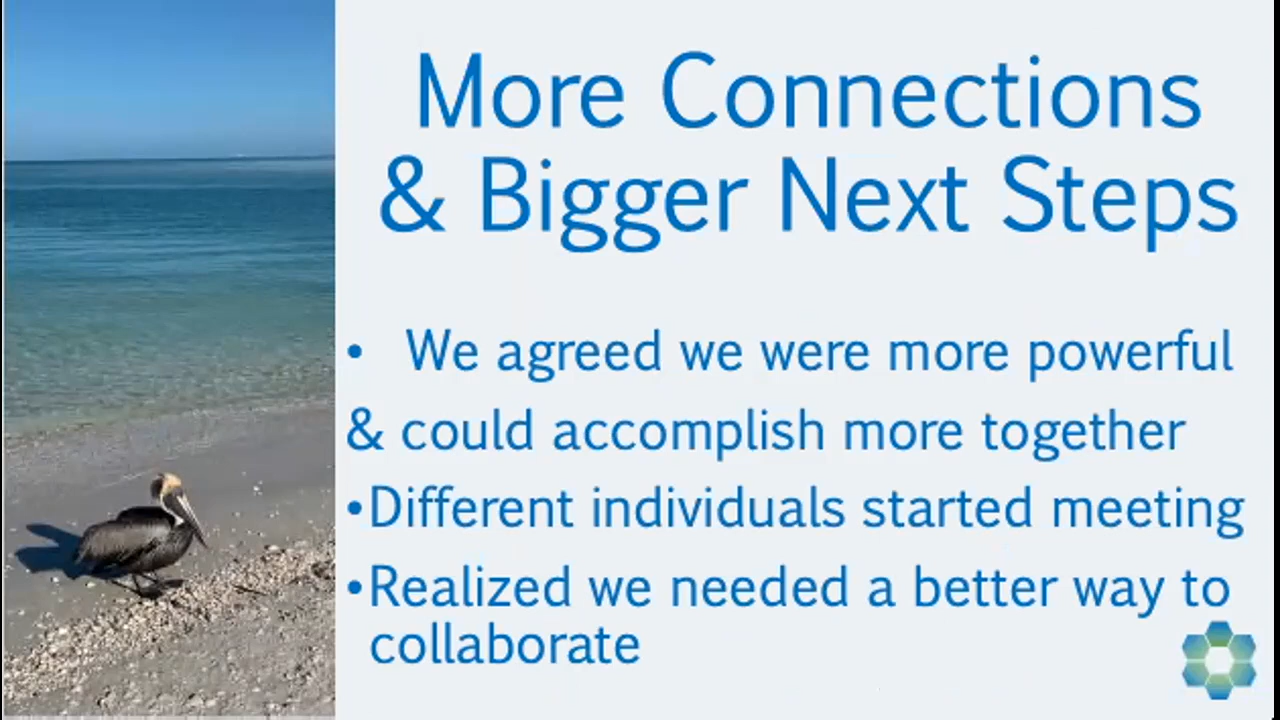 More Connections
& Bigger Next Steps
• We agreed we were more powerful
& could accomplish more together
•Different individuals started meeting
•Realized we needed a better way to
collaborate